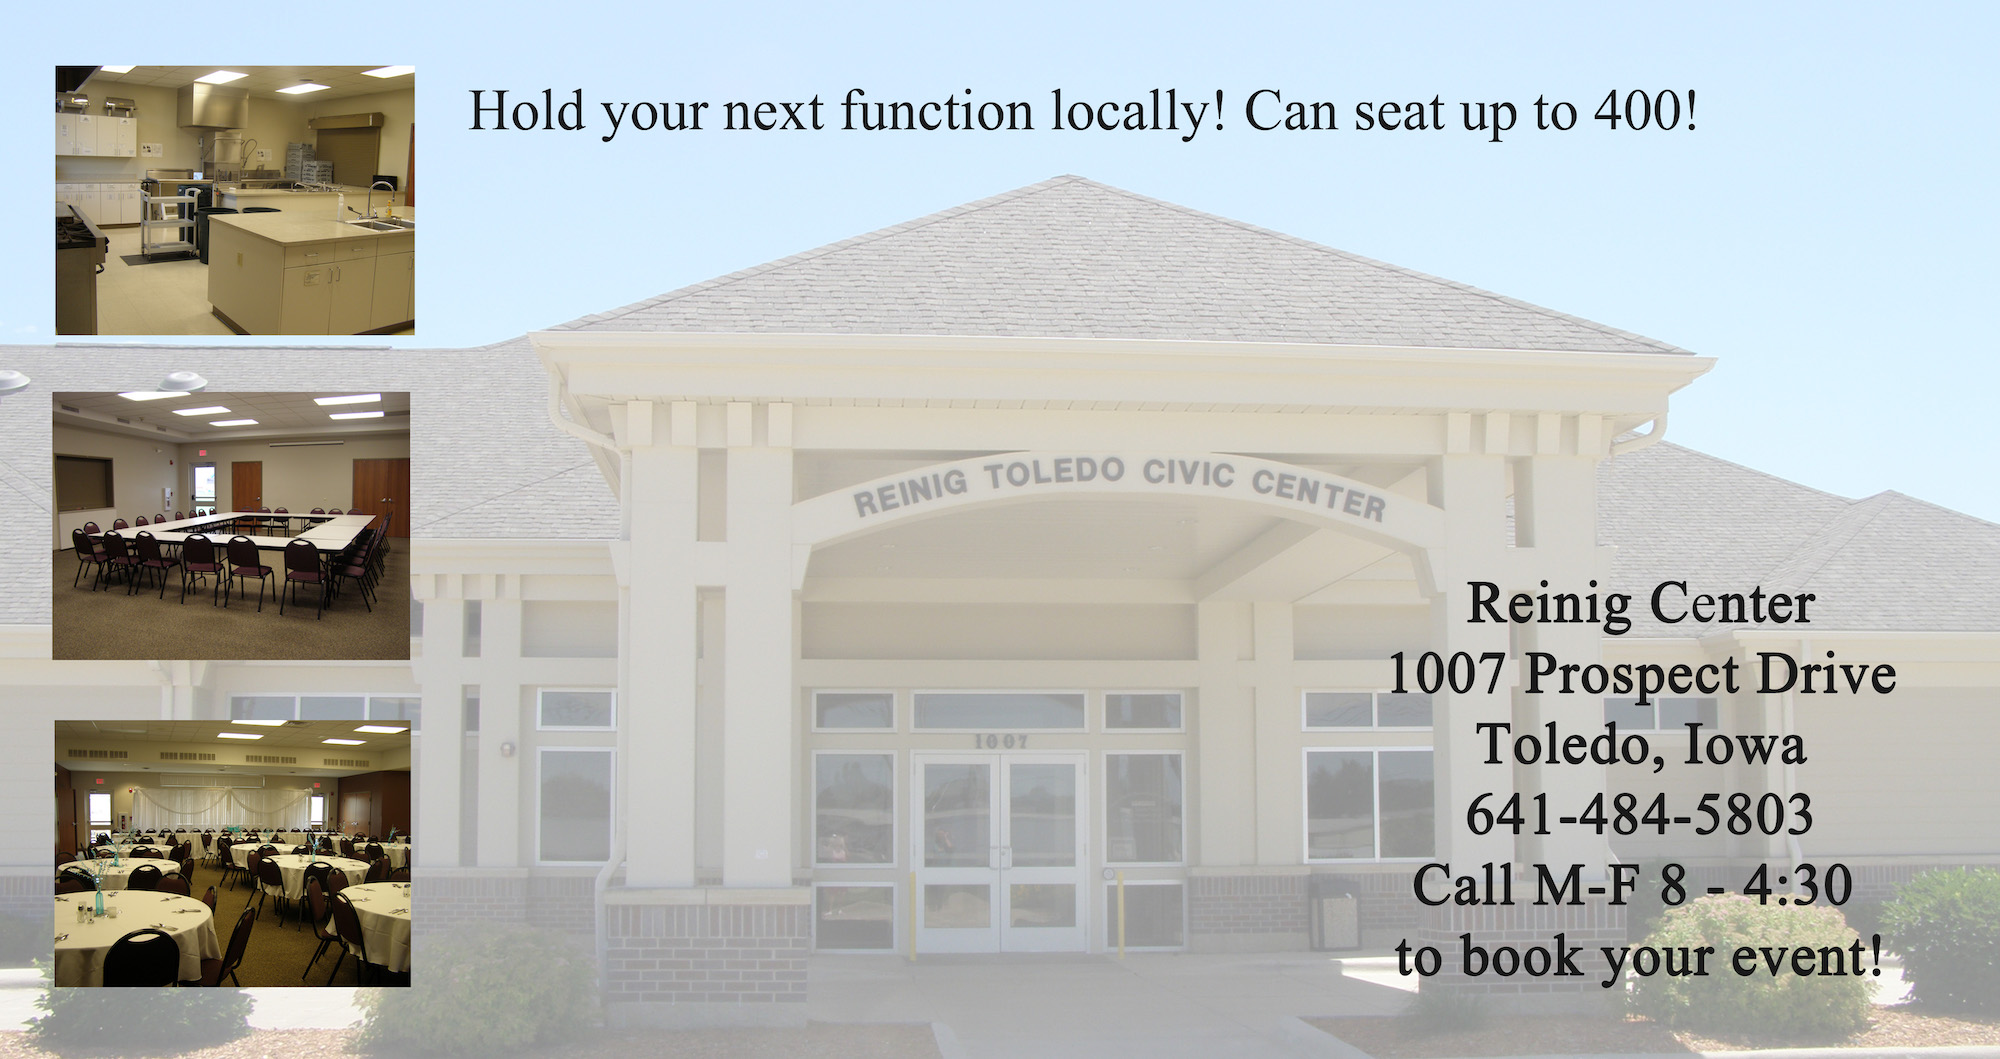 Hold your next function locally! Can seat up to 400!
REINIG TOLEDO CIVIC CENTER
1007
Reinig Center
1007 Prospect Drive
Toledo, Iowa
641-484-5803
Call M-F 8 - 4:30
to book your event!